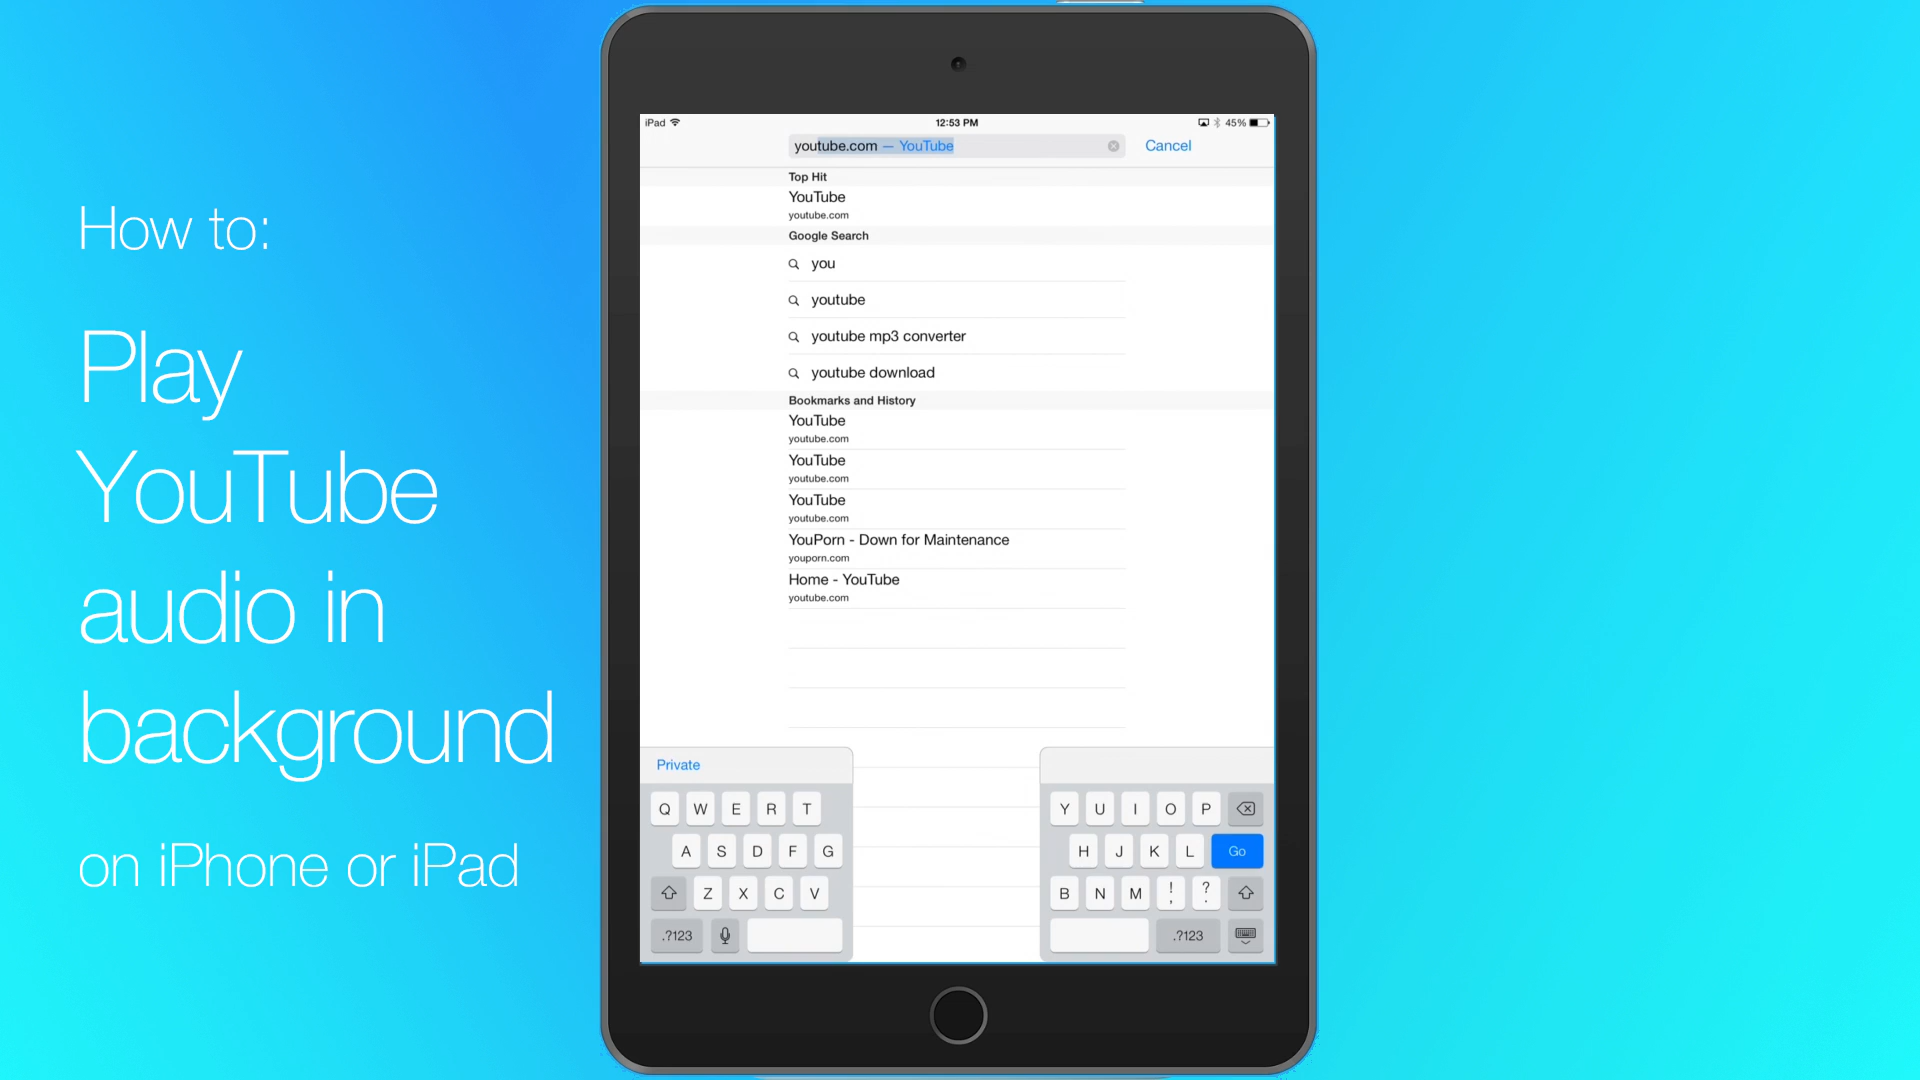 How to:
Play
YouTube
audio in
background
on iPhone or iPad
iPad
12:53 PM
45%
youtube.com — YouTube
Cancel
Top Hit
YouTube
youtube.com
Google Search
you
youtube
youtube mp3 converter
youtube download
Bookmarks and History
YouTube
youtube.com
YouTube
youtube.com
YouTube
youtube.com
YouPorn - Down for Maintenance
youporn.com
Home - YouTube
youtube.com
Private
Q W E R T
Y U I O P
A S D F G
H J K L Go
Z X C V
B N M ! , ? .
.?123
.?123